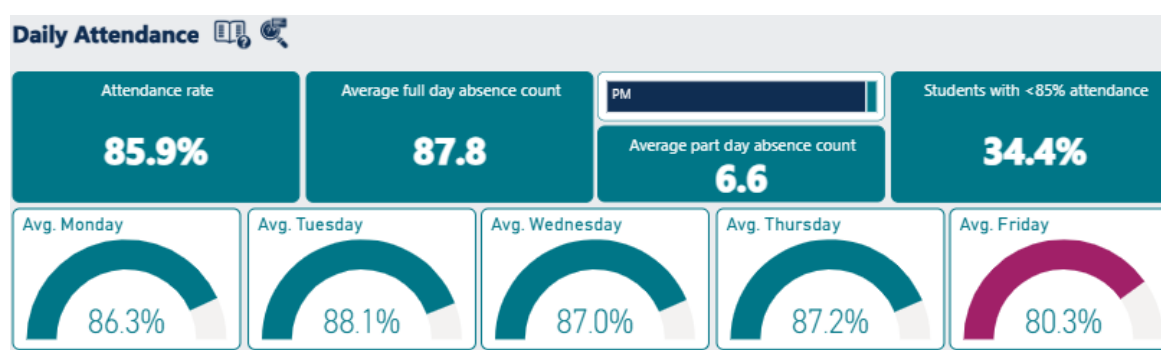 Daily Attendance
Attendance rate
85.9%
Average full day absence count
87.8
PM
Average part day absence count
6.6
Students with <85% attendance
34.4%
Avg. Monday
86.3%
Avg. Tuesday
88.1%
Avg. Wednesday
87.0%
Avg. Thursday
87.2%
Avg. Friday
80.3%